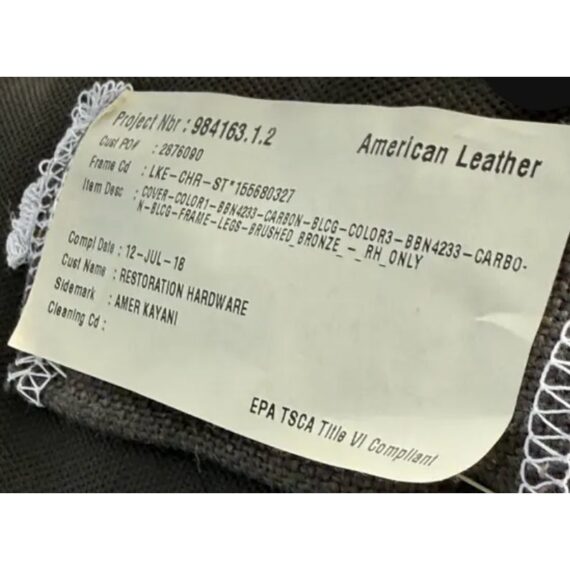 Project Nbr : 984163.1.2
American Leather
Cust PO# : 2876090
Frame Cd : LKE-CHR-ST*155680327
Item Desc : COVER-COLOR1-BBN4233-CARBON-BLCG-COLOR3-BBN4233-CARBO-
N-BLCG-FRAME-LEGS-BRUSHED_BRONZE_-_RH_ONLY
Compl Date : 12-JUL-18
Cust Name : RESTORATION HARDWARE
Sidemark : AMER KAYANI
Cleaning Cd :
EPA TSCA Title VI Compliant